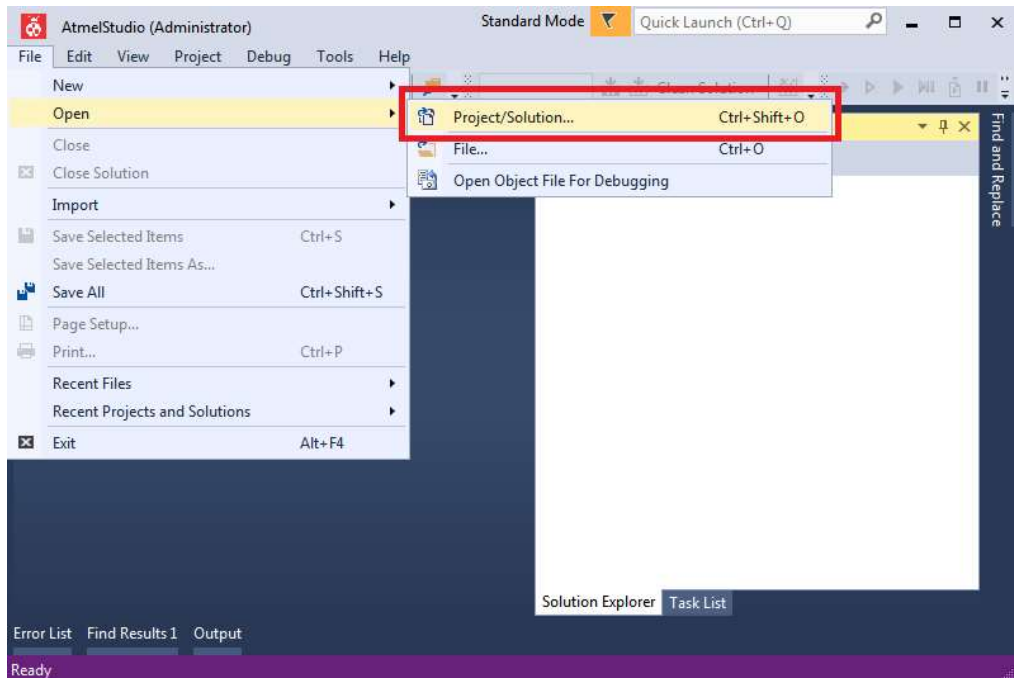 AtmelStudio (Administrator)
Standard Mode
Quick Launch (Ctrl+Q)
File Edit View Project Debug Tools Help
New
Open
Close
Close Solution
Import
Save Selected Items Ctrl+S
Save Selected Items As...
Save All Ctrl+Shift+S
Page Setup...
Print... Ctrl+P
Recent Files
Recent Projects and Solutions
Exit Alt+F4
Project/Solution... Ctrl+Shift+O
File... Ctrl+O
Open Object File For Debugging
Find and Replace
Solution Explorer Task List
Error List Find Results 1 Output
Ready